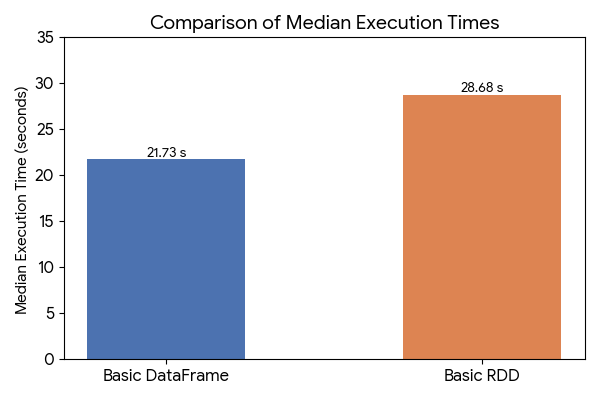 Comparison of Median Execution Times
Median Execution Time (seconds)
35
30
25
20
15
10
5
0
21.73 s
28.68 s
Basic DataFrame
Basic RDD